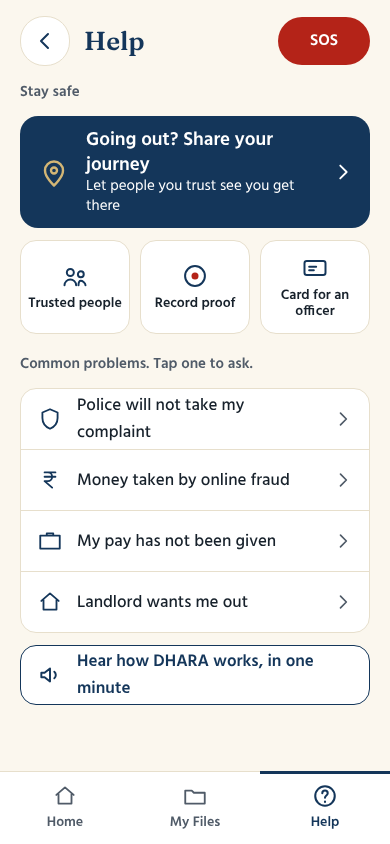 Help
SOS
Stay safe
Going out? Share your
journey
Let people you trust see you get
there
Trusted people
Record proof
Card for an
officer
Common problems. Tap one to ask.
Police will not take my
complaint
₹
Money taken by online fraud
My pay has not been given
Landlord wants me out
Hear how DHARA works, in one
minute
Home
My Files
Help